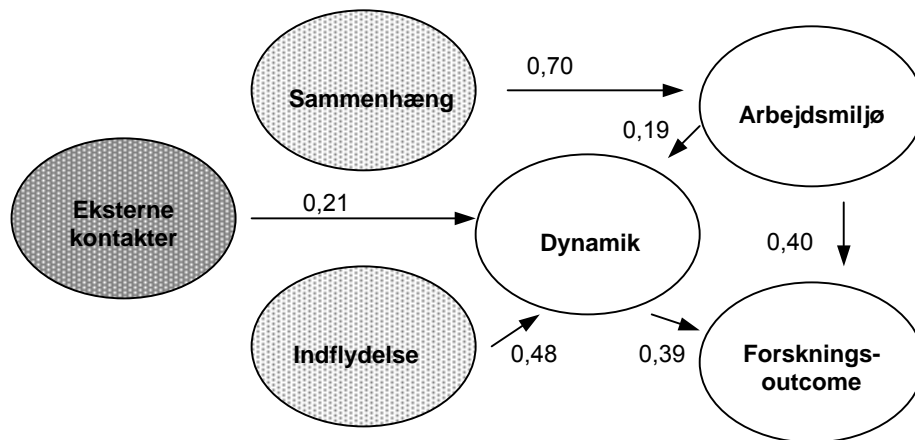 Sammenhæng
0,70
Arbejdsmiljø
0,19
Eksterne
kontakter
0,21
Dynamik
0,40
Indflydelse
0,48
0,39
Forsknings-
outcome